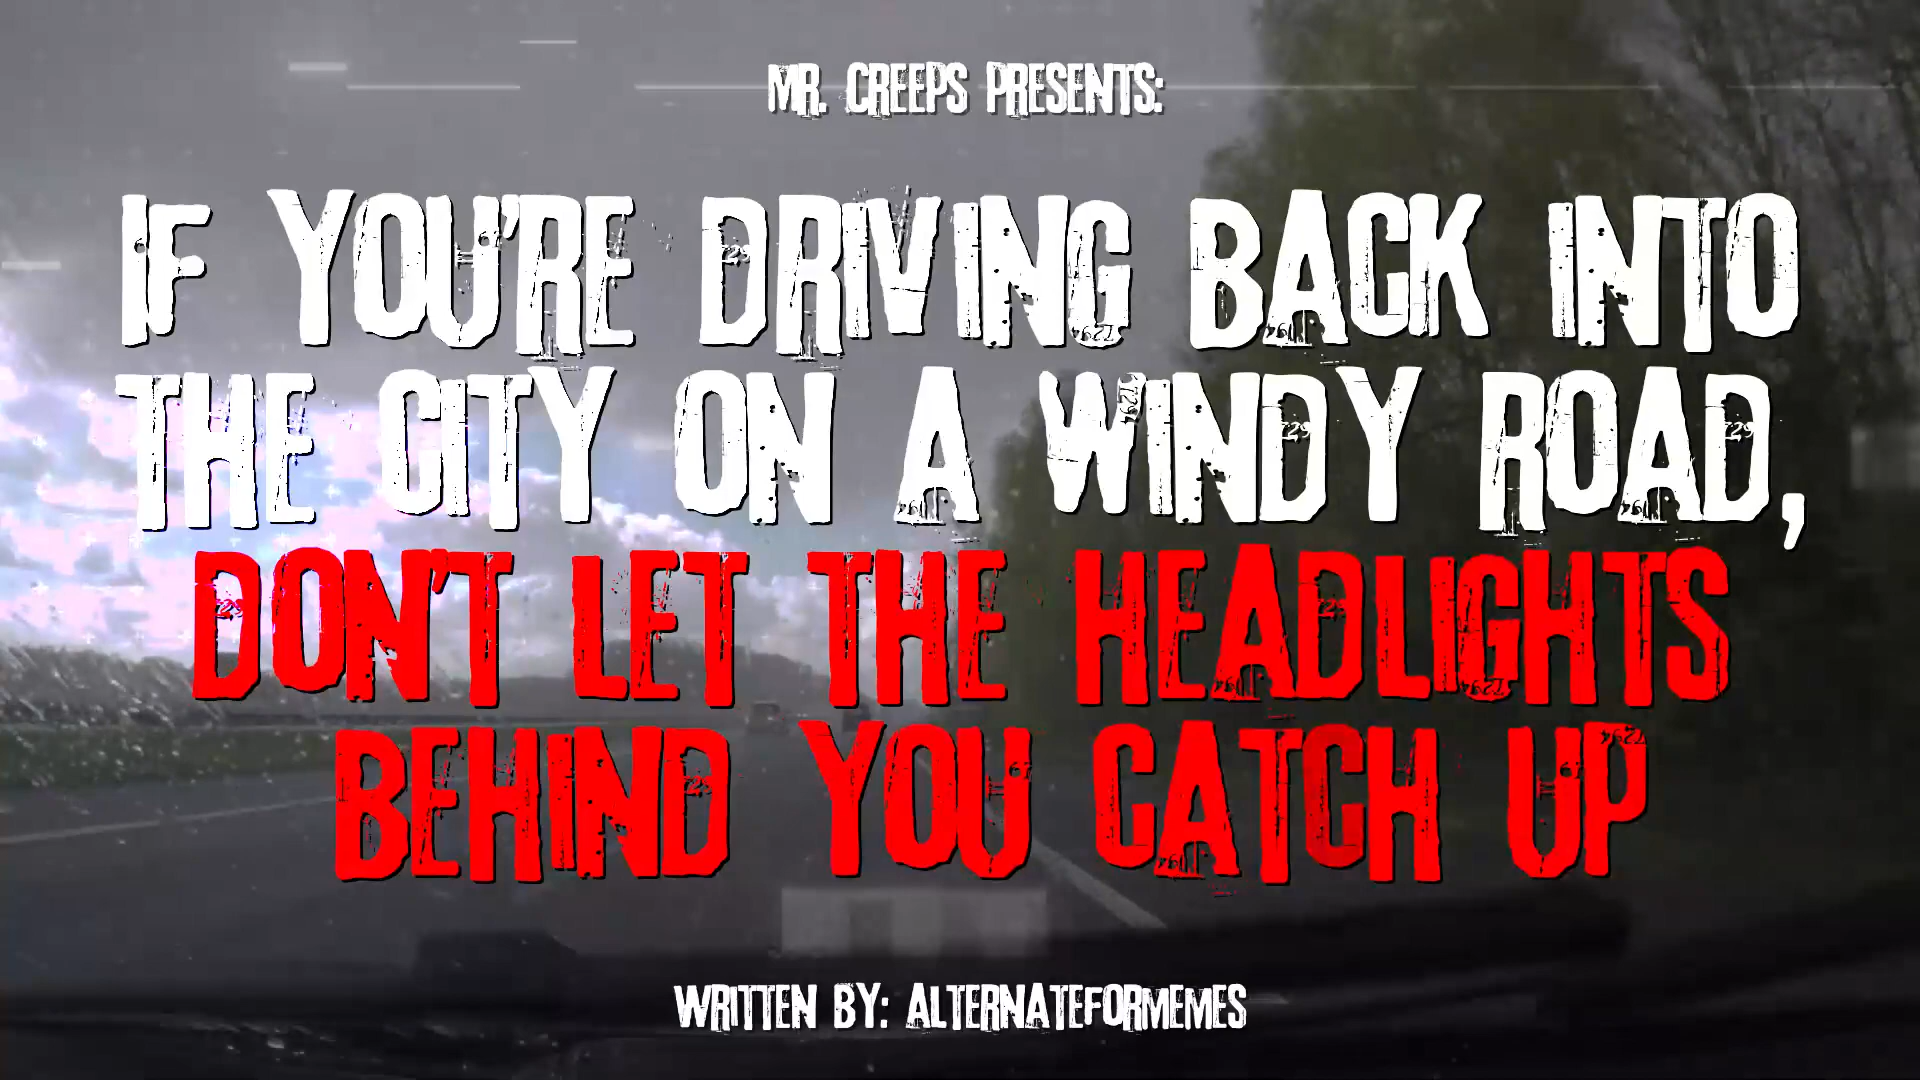 MR. CREEPS PRESENTS:
IF YOU'RE DRIVING BACK INTO
THE CITY ON A WINDY ROAD,
DON'T LET THE HEADLIGHTS
BEHIND YOU CATCH UP
WRITTEN BY: ALTERNATEFORMEMES